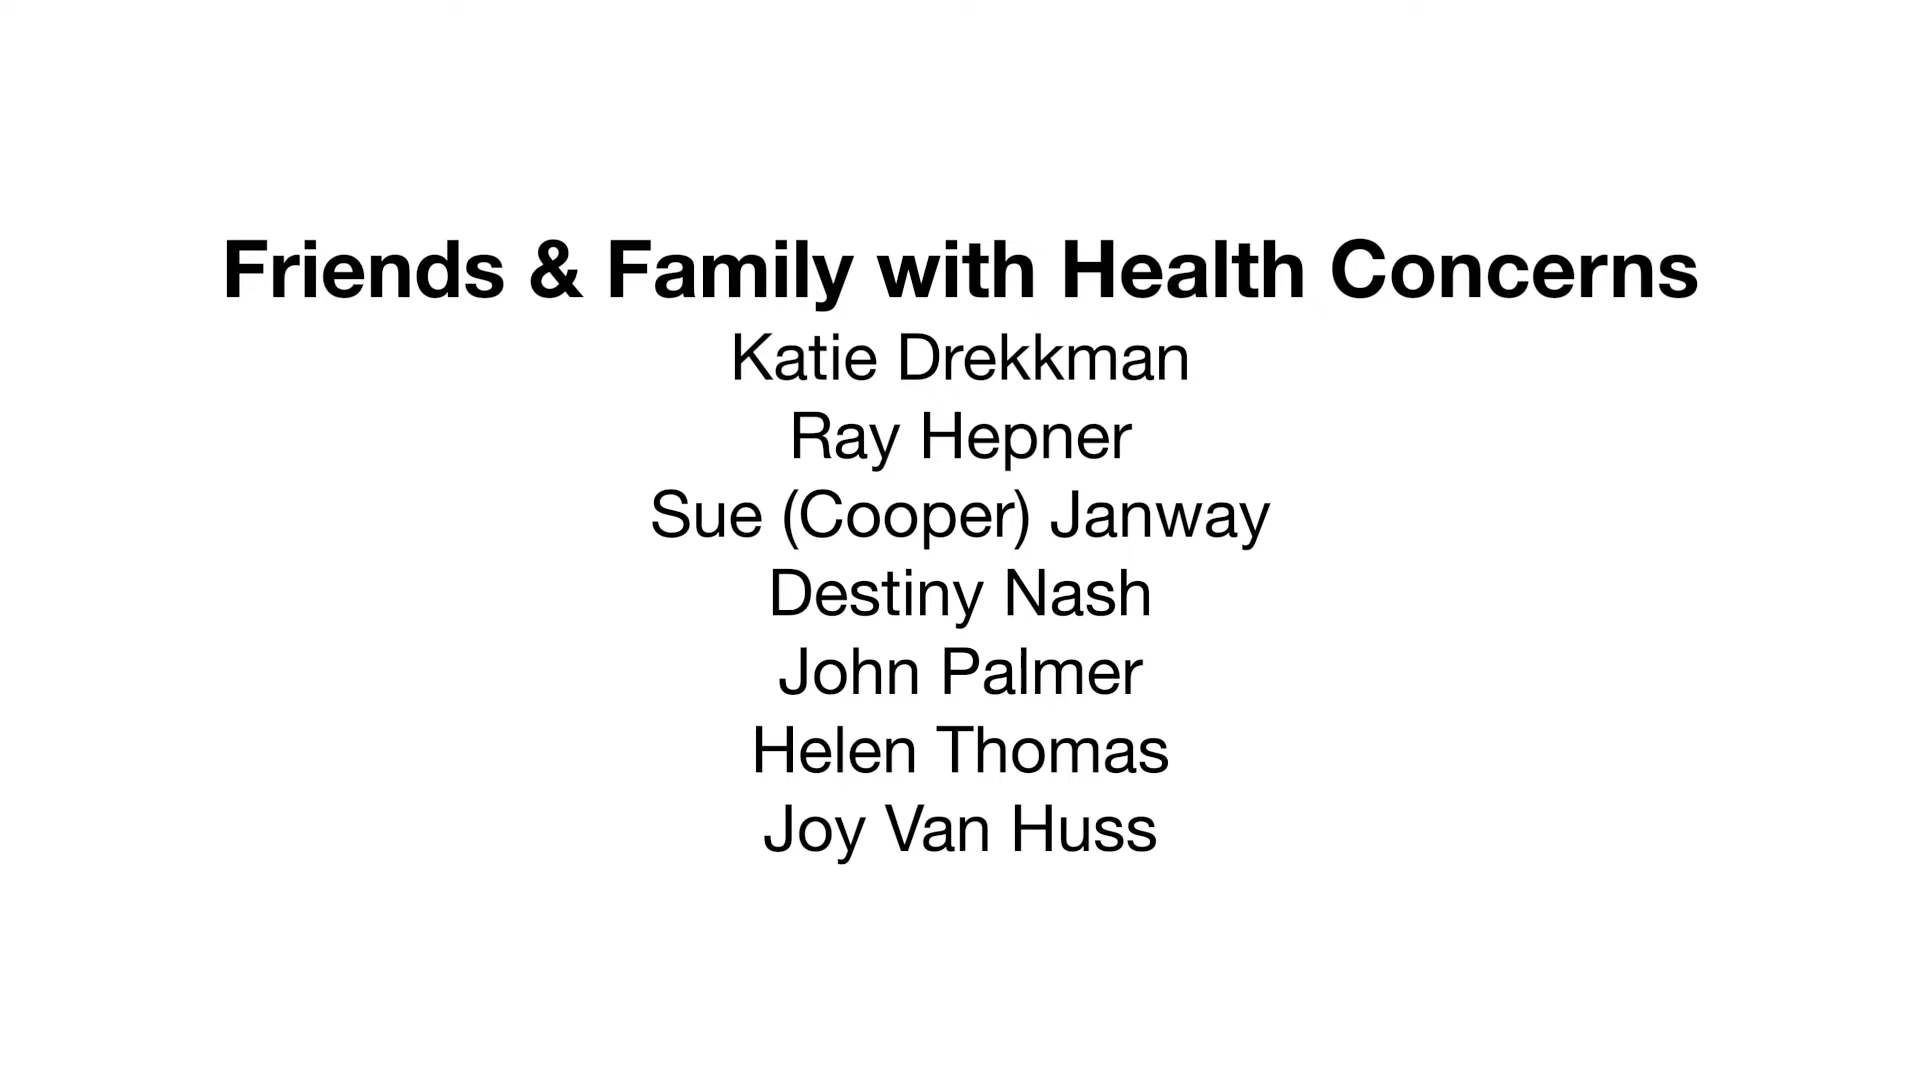 Friends & Family with Health Concerns
Katie Drekkman
Ray Hepner
Sue (Cooper) Janway
Destiny Nash
John Palmer
Helen Thomas
Joy Van Huss